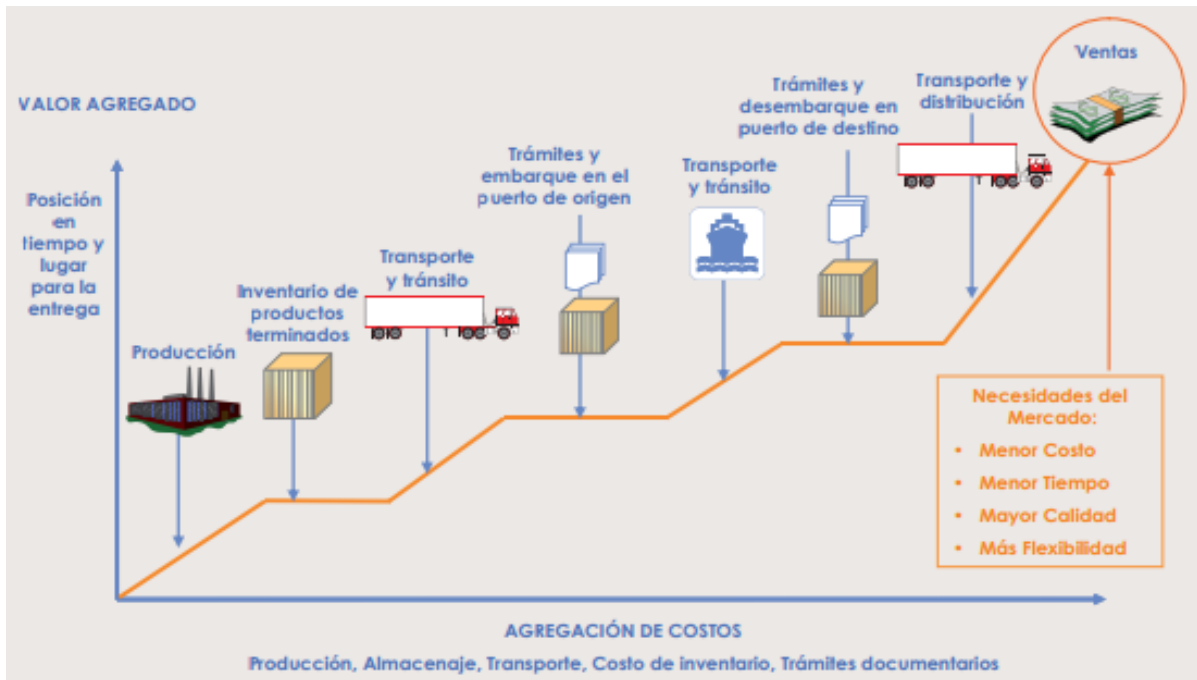 VALOR AGREGADO
Posición
en
tiempo y
lugar
para la
entrega
Producción
Inventario de
productos
terminados
Transporte
y tránsito
Trámites y
embarque en el
puerto de origen
Transporte
y tránsito
Trámites y
desembarque en
puerto de destino
Transporte y
distribución
Ventas
Necesidades del
Mercado:
• Menor Costo
• Menor Tiempo
• Mayor Calidad
• Más Flexibilidad
AGREGACIÓN DE COSTOS
Producción, Almacenaje, Transporte, Costo de inventario, Trámites documentarios